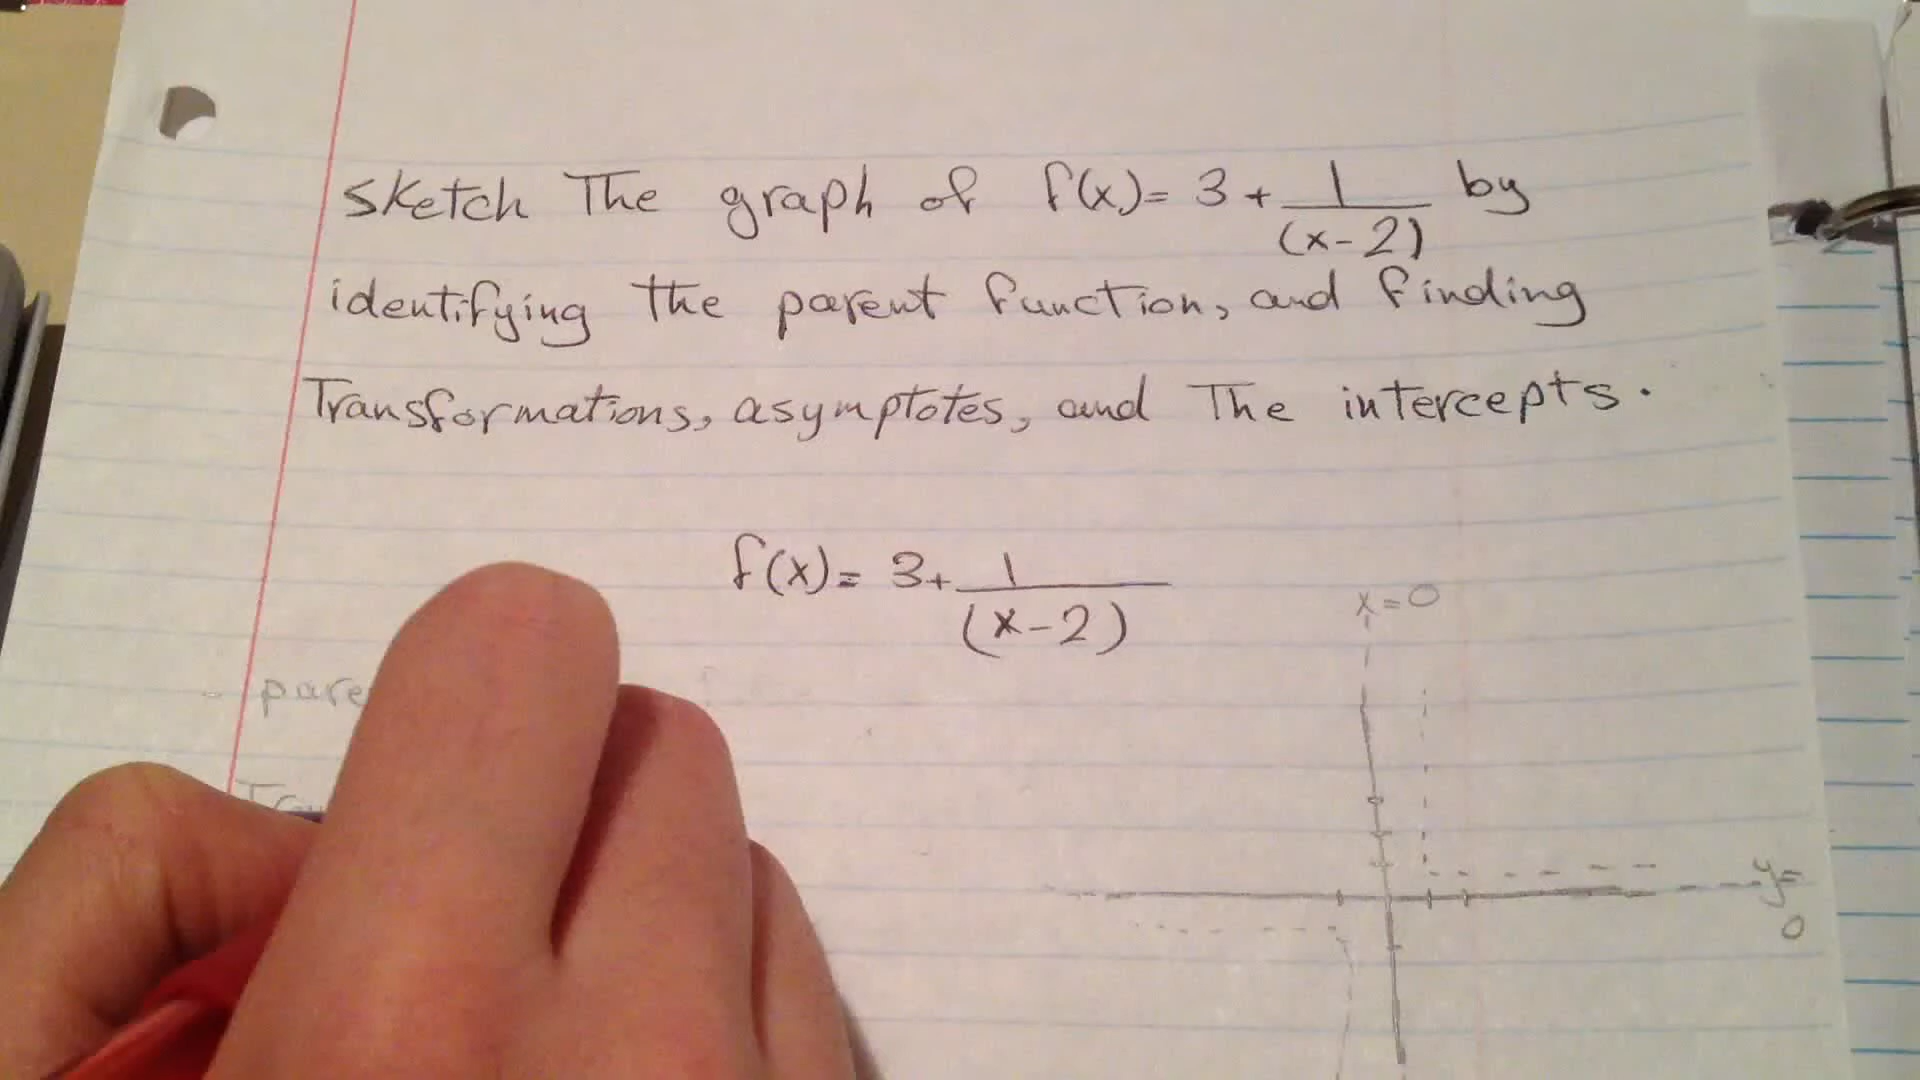 sketch The graph of f(x)= 3 + 1/(x-2) by
identifying the parent function, and finding
Transformations, asymptotes, and The intercepts.
f(x)= 3+ 1/(x-2)
x=0
y=
0